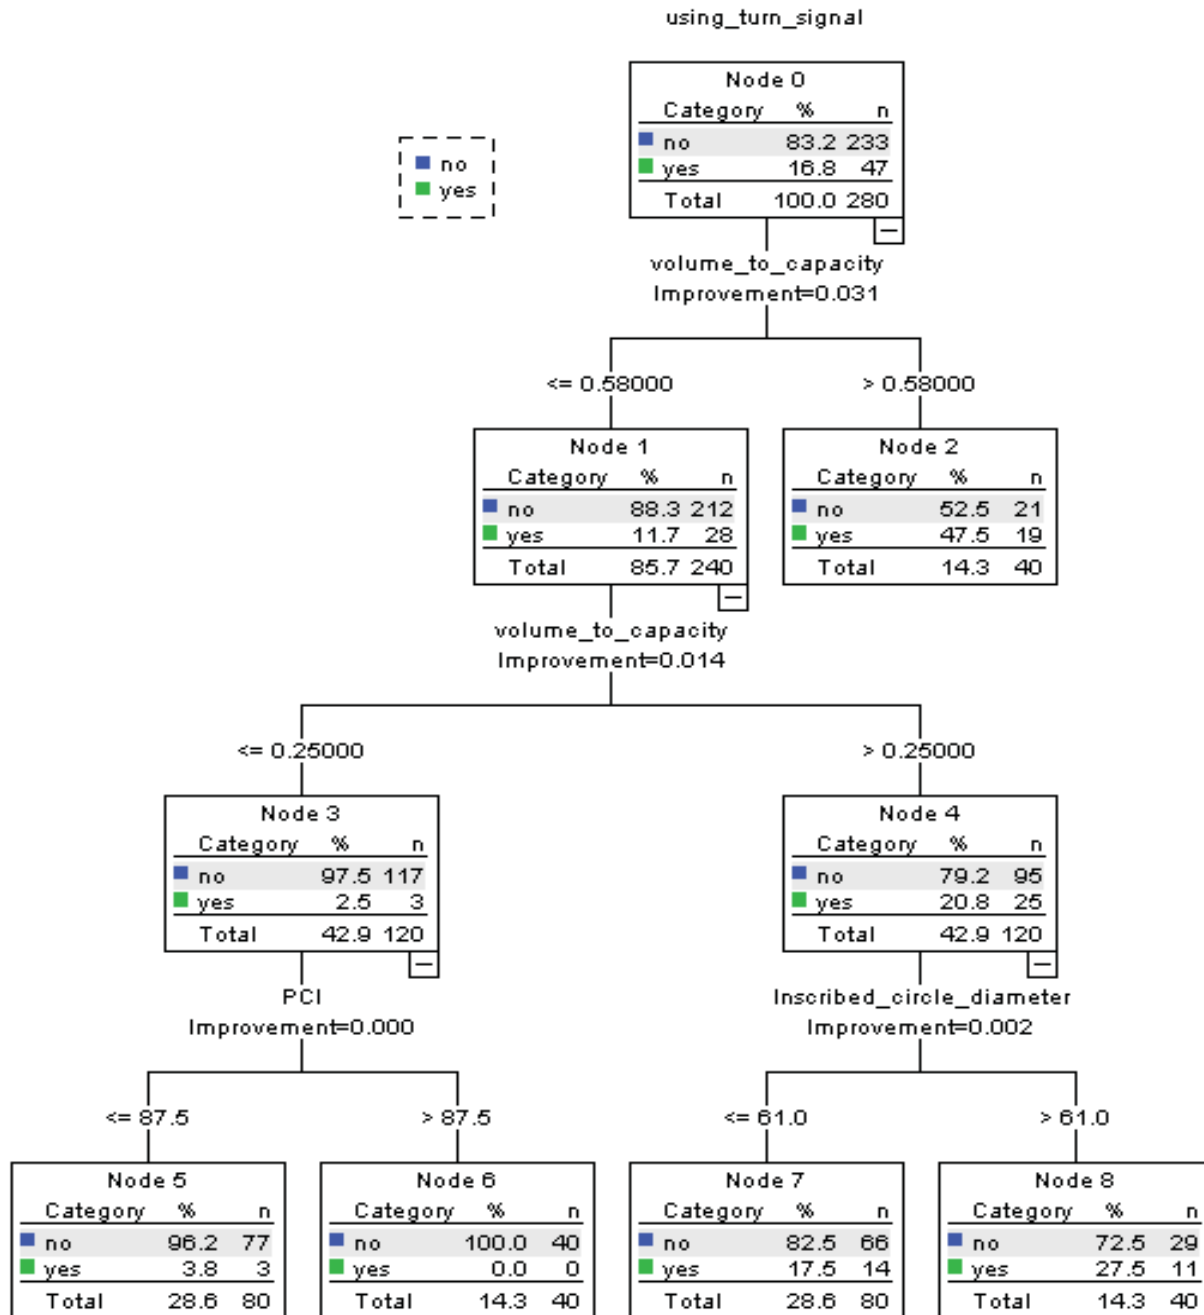 using_turn_signal
Node 0
Category % n
no 83.2 233
yes 16.8 47
Total 100.0 280
no
yes
volume_to_capacity
Improvement=0.031
<= 0.58000
> 0.58000
Node 1
Category % n
no 88.3 212
yes 11.7 28
Total 85.7 240
Node 2
Category % n
no 52.5 21
yes 47.5 19
Total 14.3 40
volume_to_capacity
Improvement=0.014
<= 0.25000
> 0.25000
Node 3
Category % n
no 97.5 117
yes 2.5 3
Total 42.9 120
Node 4
Category % n
no 79.2 95
yes 20.8 25
Total 42.9 120
PCI
Improvement=0.000
Inscribed_circle_diameter
Improvement=0.002
<= 87.5
> 87.5
<= 61.0
> 61.0
Node 5
Category % n
no 96.2 77
yes 3.8 3
Total 28.6 80
Node 6
Category % n
no 100.0 40
yes 0.0 0
Total 14.3 40
Node 7
Category % n
no 82.5 66
yes 17.5 14
Total 28.6 80
Node 8
Category % n
no 72.5 29
yes 27.5 11
Total 14.3 40